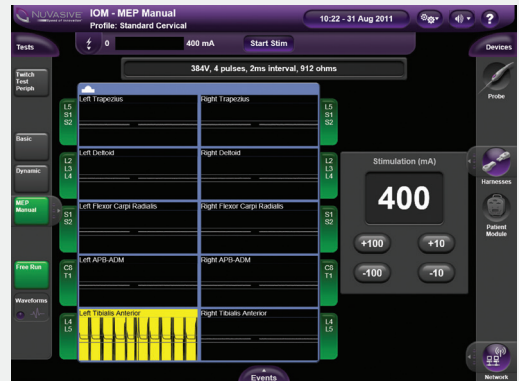 NUVASIVE
IOM - MEP Manual
Profile: Standard Cervical
10:22 - 31 Aug 2011
?
Tests
0
400 mA
Start Stim
Devices
384V, 4 pulses, 2ms interval, 912 ohms
Twitch
Test
Periph
Basic
Dynamic
MEP
Manual
Free Run
Waveforms
L5
S1
S2
Left Trapezius
Right Trapezius
L5
S1
S2
L2
L3
L4
Left Deltoid
Right Deltoid
L2
L3
L4
S1
S2
Left Flexor Carpi Radialis
Right Flexor Carpi Radialis
S1
S2
C8
T1
Left APB-ADM
Right APB-ADM
C8
T1
L4
L5
Left Tibialis Anterior
Right Tibialis Anterior
L4
L5
Stimulation (mA)
400
+100
+10
-100
-10
Probe
Harnesses
Patient
Module
Network
Events